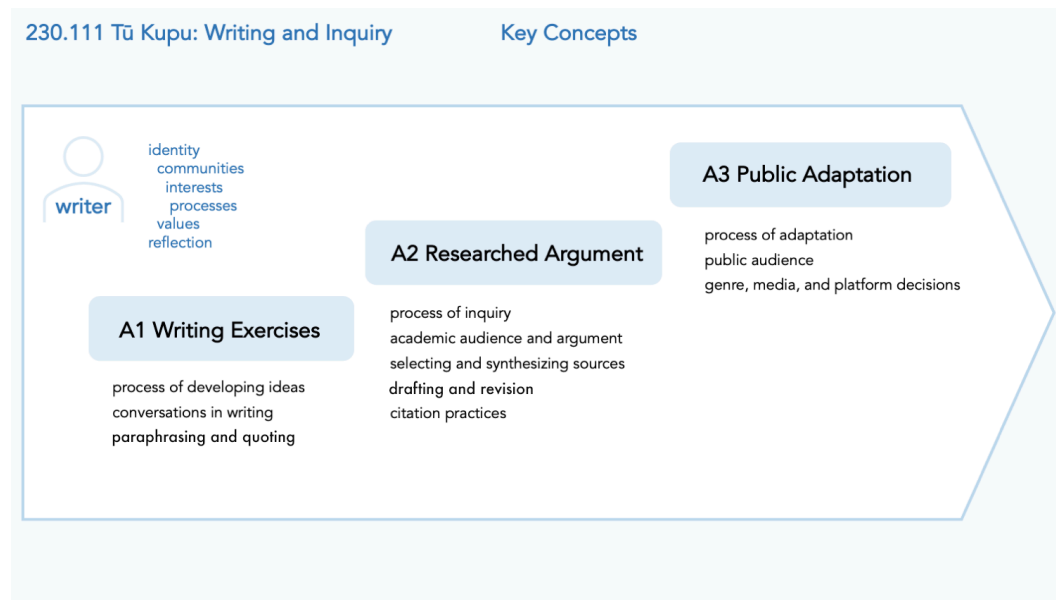 230.111 Tū Kupu: Writing and Inquiry
Key Concepts
writer
identity
communities
interests
processes
values
reflection
A1 Writing Exercises
process of developing ideas
conversations in writing
paraphrasing and quoting
A2 Researched Argument
process of inquiry
academic audience and argument
selecting and synthesizing sources
drafting and revision
citation practices
A3 Public Adaptation
process of adaptation
public audience
genre, media, and platform decisions